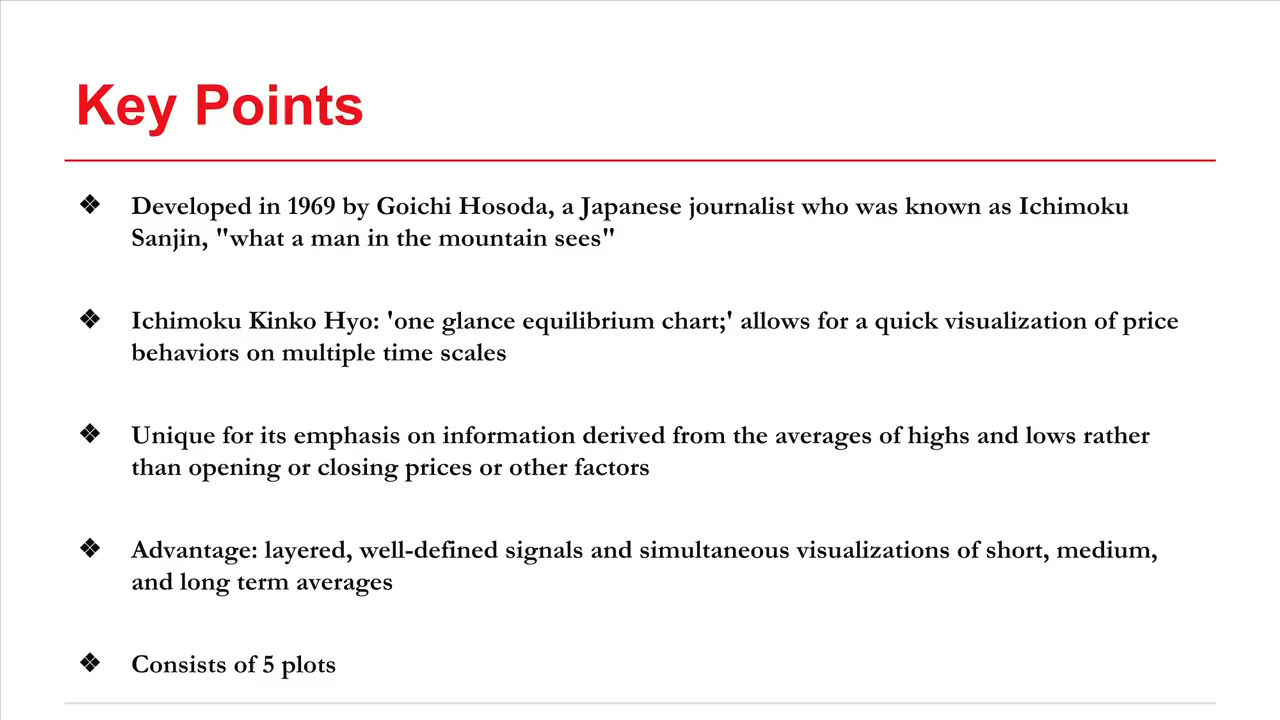 Key Points
❖ Developed in 1969 by Goichi Hosoda, a Japanese journalist who was known as Ichimoku
Sanjin, "what a man in the mountain sees"
❖ Ichimoku Kinko Hyo: 'one glance equilibrium chart;' allows for a quick visualization of price
behaviors on multiple time scales
❖ Unique for its emphasis on information derived from the averages of highs and lows rather
than opening or closing prices or other factors
❖ Advantage: layered, well-defined signals and simultaneous visualizations of short, medium,
and long term averages
❖ Consists of 5 plots